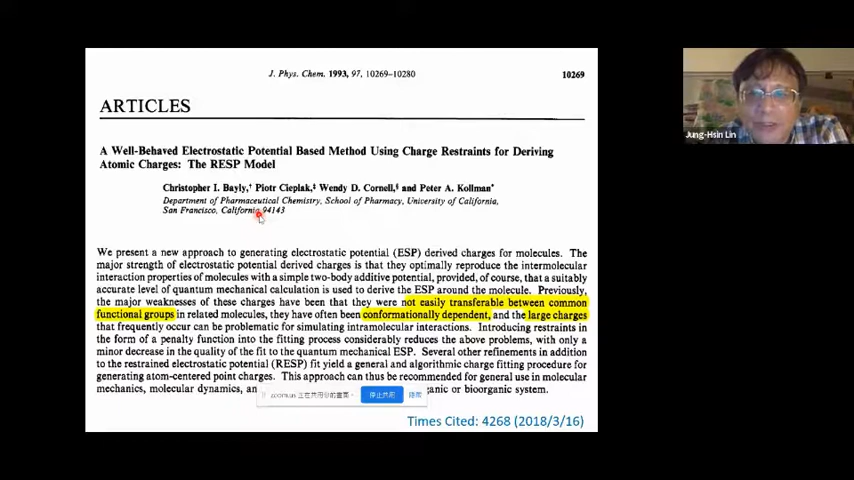 J. Phys. Chem. 1993, 97, 10269–10280
10269
ARTICLES
A Well-Behaved Electrostatic Potential Based Method Using Charge Restraints for Deriving
Atomic Charges: The RESP Model
Christopher I. Bayly,† Piotr Cieplak,‡ Wendy D. Cornell,§ and Peter A. Kollman*
Department of Pharmaceutical Chemistry, School of Pharmacy, University of California,
San Francisco, California 94143
We present a new approach to generating electrostatic potential (ESP) derived charges for molecules. The
major strength of electrostatic potential derived charges is that they optimally reproduce the intermolecular
interaction properties of molecules with a simple two-body additive potential, provided, of course, that a suitably
accurate level of quantum mechanical calculation is used to derive the ESP around the molecule. Previously,
the major weaknesses of these charges have been that they were not easily transferable between common
functional groups in related molecules, they have often been conformationally dependent, and the large charges
that frequently occur can be problematic for simulating intramolecular interactions. Introducing restraints in
the form of a penalty function into the fitting process considerably reduces the above problems, with only a
minor decrease in the quality of the fit to the quantum mechanical ESP. Several other refinements in addition
to the restrained electrostatic potential (RESP) fit yield a general and algorithmic charge fitting procedure for
generating atom-centered point charges. This approach can thus be recommended for general use in molecular
mechanics, molecular dynamics, an
anic or bioorganic system.
停止共用
Times Cited: 4268 (2018/3/16)
Jung-Hsin Lin